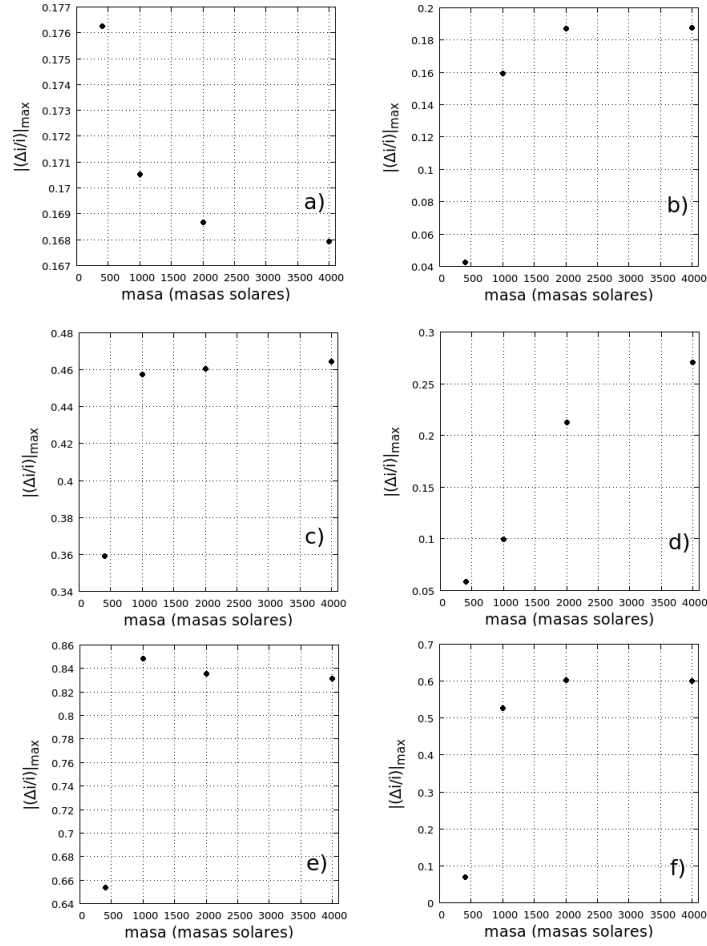 0.177
0.176
0.175
0.174
0.173
0.172
0.171
0.17
0.169
0.168
0.167
0 500 1000 1500 2000 2500 3000 3500 4000
masa (masas solares)
|(Δi/i)|max
a)
0.2
0.18
0.16
0.14
0.12
0.1
0.08
0.06
0.04
0 500 1000 1500 2000 2500 3000 3500 4000
masa (masas solares)
|(Δi/i)|max
b)
0.48
0.46
0.44
0.42
0.4
0.38
0.36
0.34
0 500 1000 1500 2000 2500 3000 3500 4000
masa (masas solares)
|(Δi/i)|max
c)
0.3
0.25
0.2
0.15
0.1
0.05
0 500 1000 1500 2000 2500 3000 3500 4000
masa (masas solares)
|(Δi/i)|max
d)
0.86
0.84
0.82
0.8
0.78
0.76
0.74
0.72
0.7
0.68
0.66
0.64
0 500 1000 1500 2000 2500 3000 3500 4000
masa (masas solares)
|(Δi/i)|max
e)
0.7
0.6
0.5
0.4
0.3
0.2
0.1
0
0 500 1000 1500 2000 2500 3000 3500 4000
masa (masas solares)
|(Δi/i)|max
f)